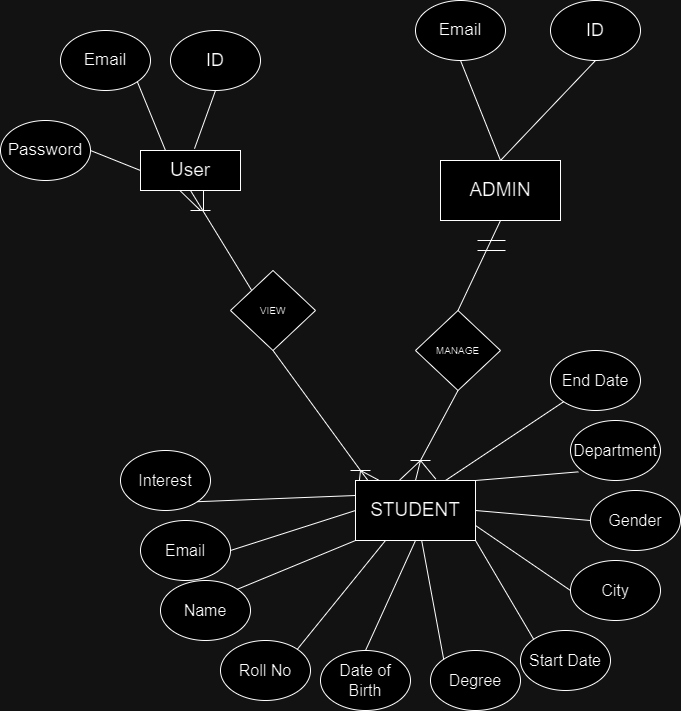 Email
ID
Email
ID
Password
User
ADMIN
VIEW
MANAGE
End Date
Department
Interest
STUDENT
Gender
Email
City
Name
Roll No
Date of
Birth
Degree
Start Date